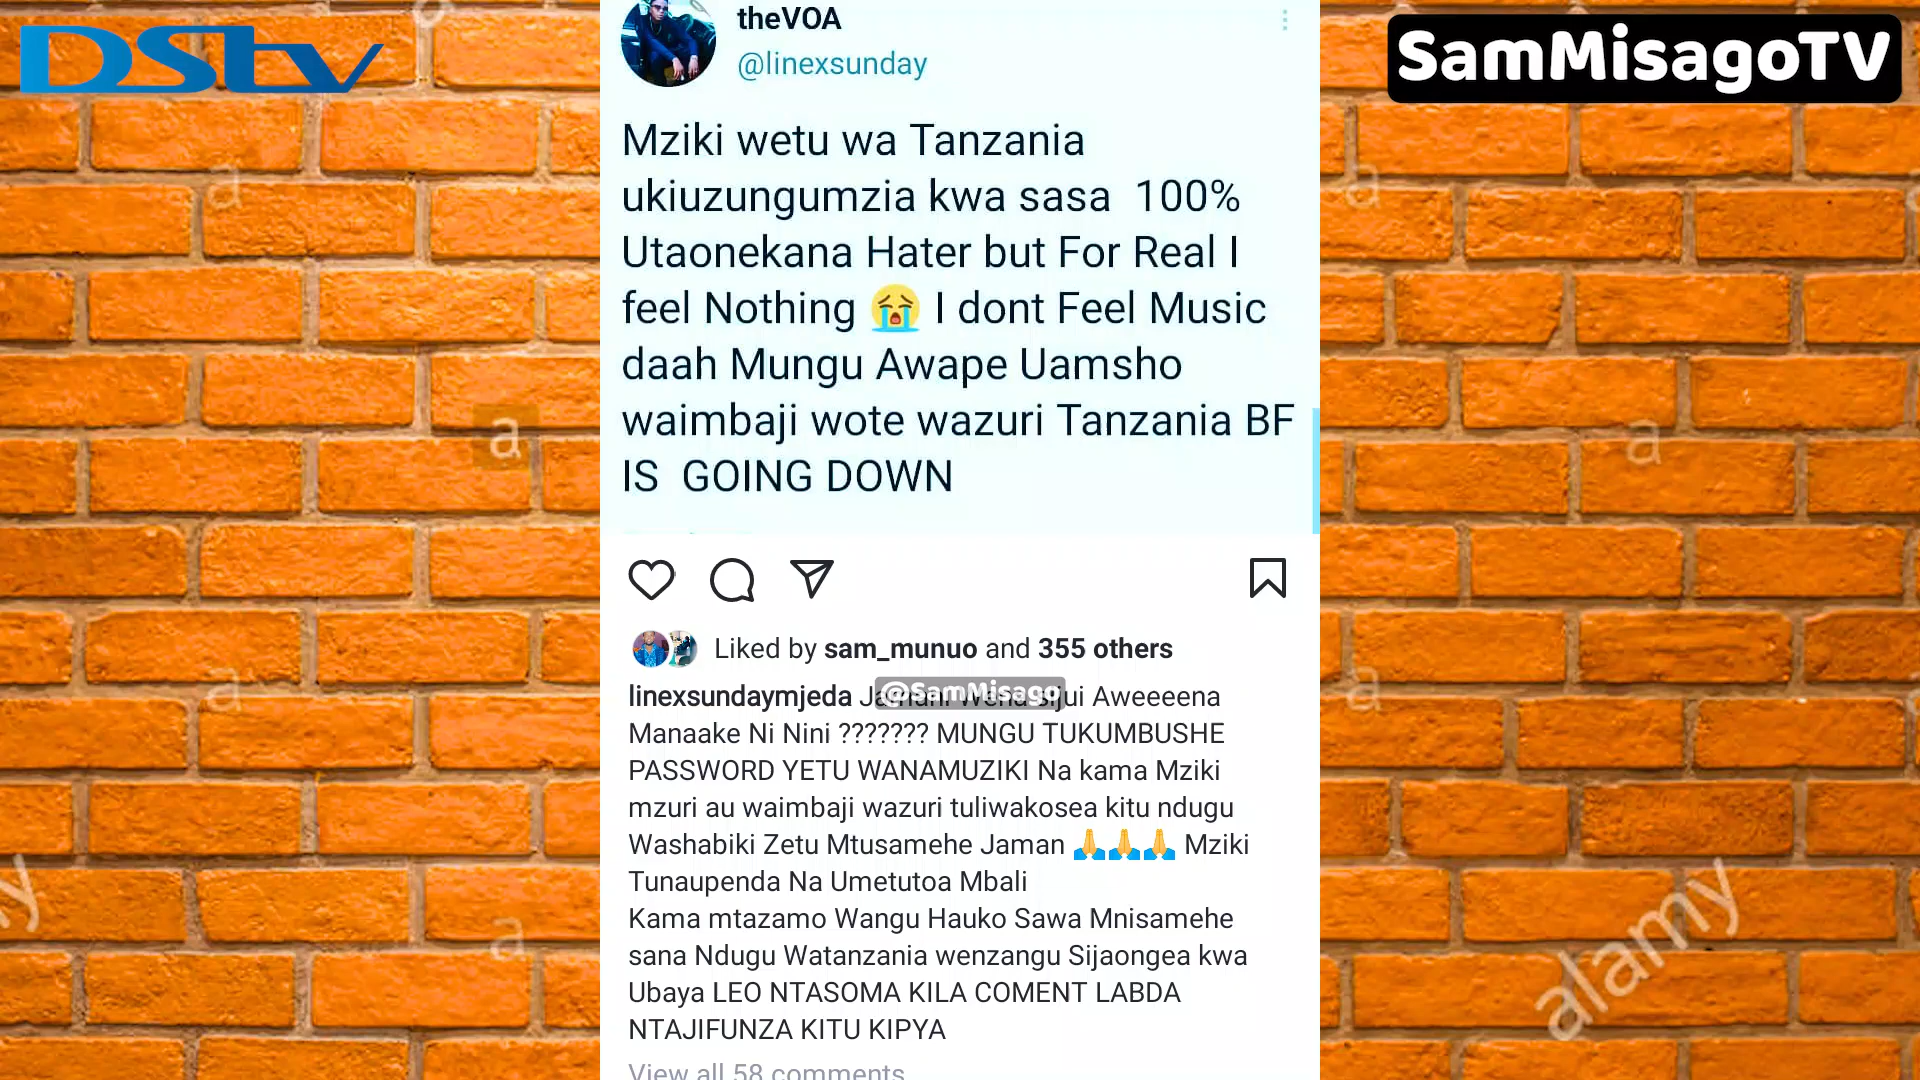 DStv
SamMisagoTV
theVOA
@linexsunday
Mziki wetu wa Tanzania
ukiuzungumzia kwa sasa 100%
Utaonekana Hater but For Real I
feel Nothing 😭 I dont Feel Music
daah Mungu Awape Uamsho
waimbaji wote wazuri Tanzania BF
IS GOING DOWN
Liked by sam_munuo and 355 others
@SamMisago
linexsundaymjeda Aweeeena
Manaake Ni Nini ??????? MUNGU TUKUMBUSHE
PASSWORD YETU WANAMUZIKI Na kama Mziki
mzuri au waimbaji wazuri tuliwakosea kitu ndugu
Washabiki Zetu Mtusamehe Jaman 🙏🙏🙏 Mziki
Tunaupenda Na Umetutoa Mbali
Kama mtazamo Wangu Hauko Sawa Mnisamehe
sana Ndugu Watanzania wenzangu Sijaongea kwa
Ubaya LEO NTASOMA KILA COMENT LABDA
NTAJIFUNZA KITU KIPYA
View all 58 comments
a
a
a
a
a
a
a
alamy